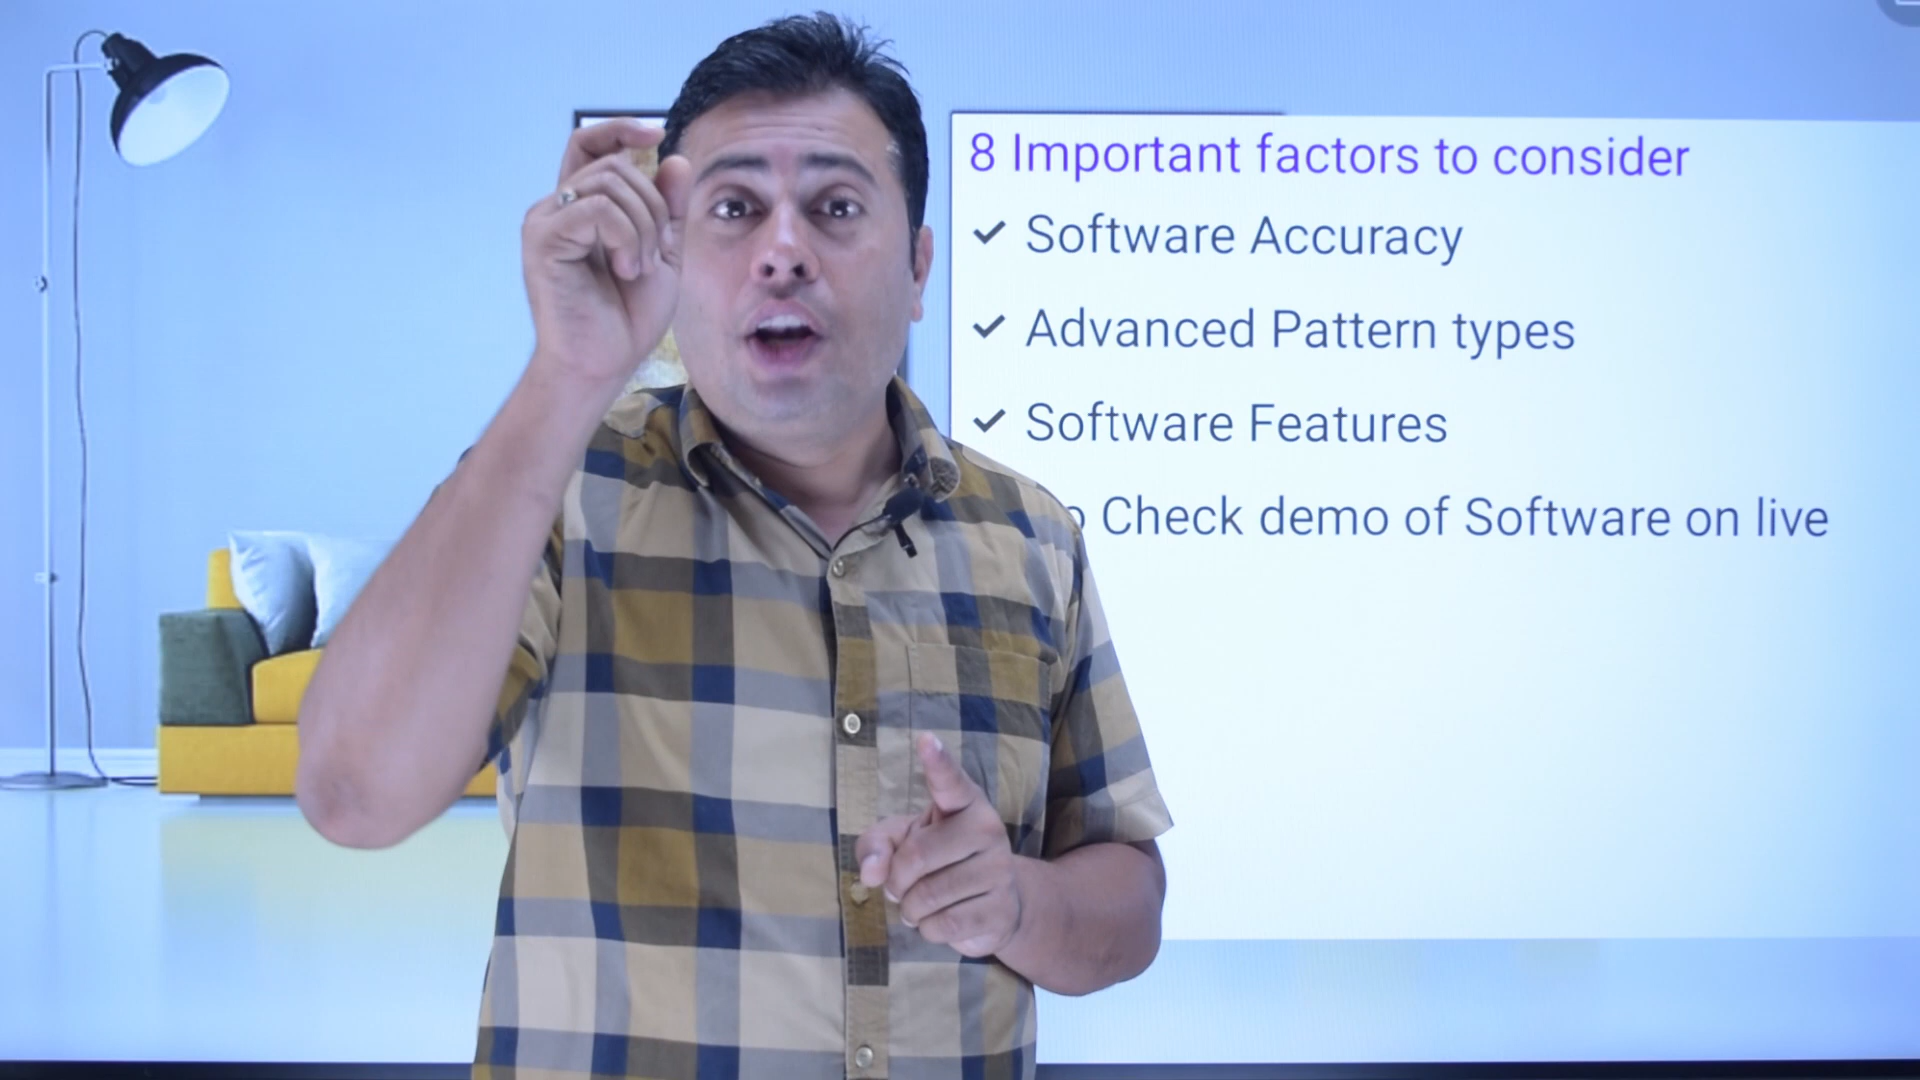 8 Important factors to consider
✓ Software Accuracy
✓ Advanced Pattern types
✓ Software Features
Check demo of Software on live